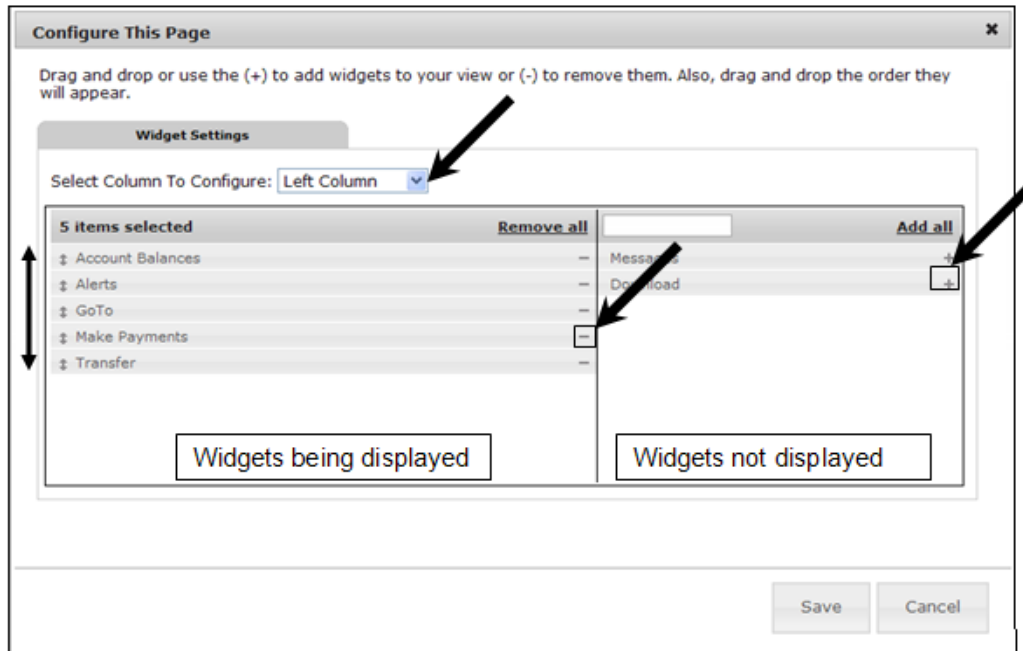 Configure This Page
Drag and drop or use the (+) to add widgets to your view or (-) to remove them. Also, drag and drop the order they
will appear.
Widget Settings
Select Column To Configure: Left Column
5 items selected Remove all Add all
Account Balances − Messages +
Alerts − Download +
GoTo −
Make Payments −
Transfer −
Widgets being displayed Widgets not displayed
Save Cancel